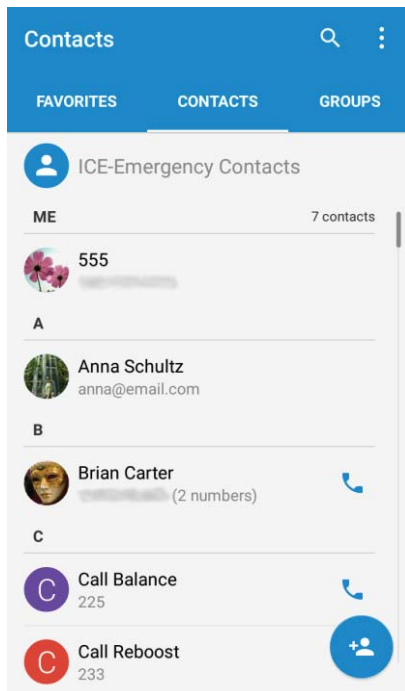 Contacts
FAVORITES CONTACTS GROUPS
ICE-Emergency Contacts
ME 7 contacts
555
A
Anna Schultz
anna@email.com
B
Brian Carter
(2 numbers)
C
C
Call Balance
225
C
Call Reboost
233